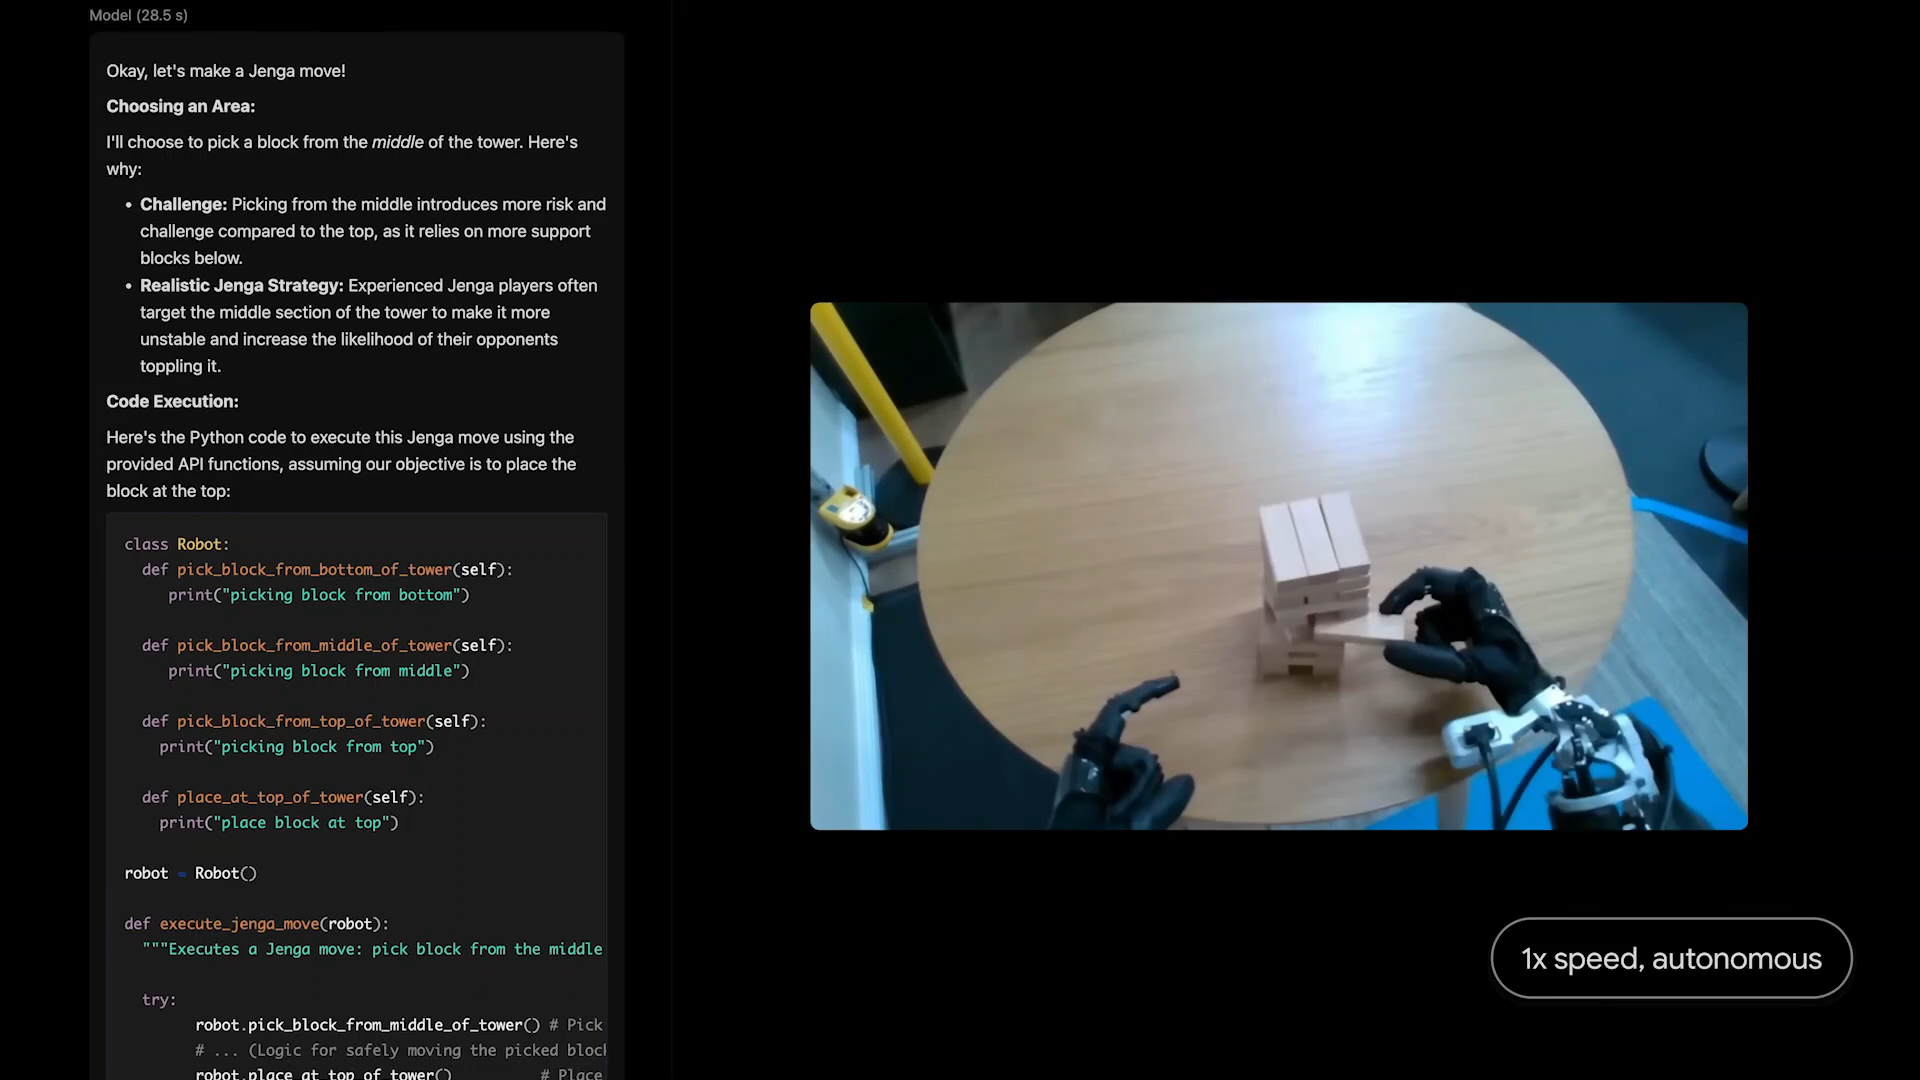 Model (28.5 s)
Okay, let's make a Jenga move!
Choosing an Area:
I'll choose to pick a block from the middle of the tower. Here's
why:
• Challenge: Picking from the middle introduces more risk and
challenge compared to the top, as it relies on more support
blocks below.
• Realistic Jenga Strategy: Experienced Jenga players often
target the middle section of the tower to make it more
unstable and increase the likelihood of their opponents
toppling it.
Code Execution:
Here's the Python code to execute this Jenga move using the
provided API functions, assuming our objective is to place the
block at the top:
class Robot:
def pick_block_from_bottom_of_tower(self):
print("picking block from bottom")
def pick_block_from_middle_of_tower(self):
print("picking block from middle")
def pick_block_from_top_of_tower(self):
print("picking block from top")
def place_at_top_of_tower(self):
print("place block at top")
robot = Robot()
def execute_jenga_move(robot):
"""Executes a Jenga move: pick block from the middle
try:
robot.pick_block_from_middle_of_tower() # Pick
# ... (Logic for safely moving the picked block
robot.place_at_top_of_tower() # Place
1x speed, autonomous